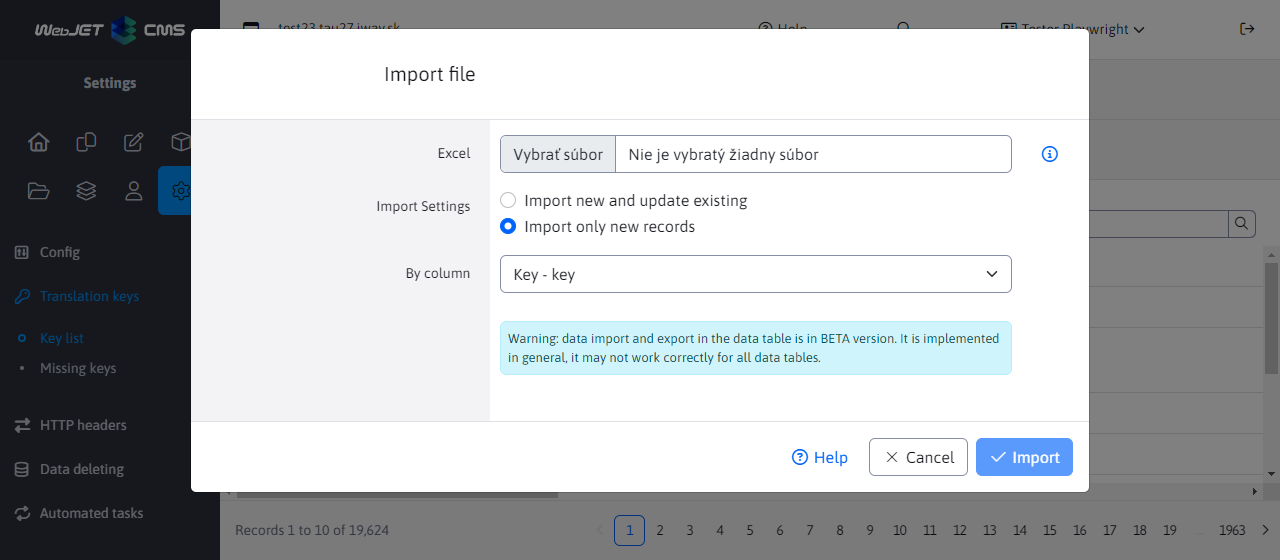 WebJET CMS
test23.tau27.iway.sk
Help
Tester Playwright
Settings
Import file
Excel
Vybrať súbor
Nie je vybratý žiadny súbor
Import Settings
Import new and update existing
Import only new records
By column
Key - key
Warning: data import and export in the data table is in BETA version. It is implemented
in general, it may not work correctly for all data tables.
Help
Cancel
Import
Config
Translation keys
Key list
Missing keys
HTTP headers
Data deleting
Automated tasks
Records 1 to 10 of 19,624
1 2 3 4 5 6 7 8 9 10 11 12 13 14 15 16 17 18 19 ... 1963